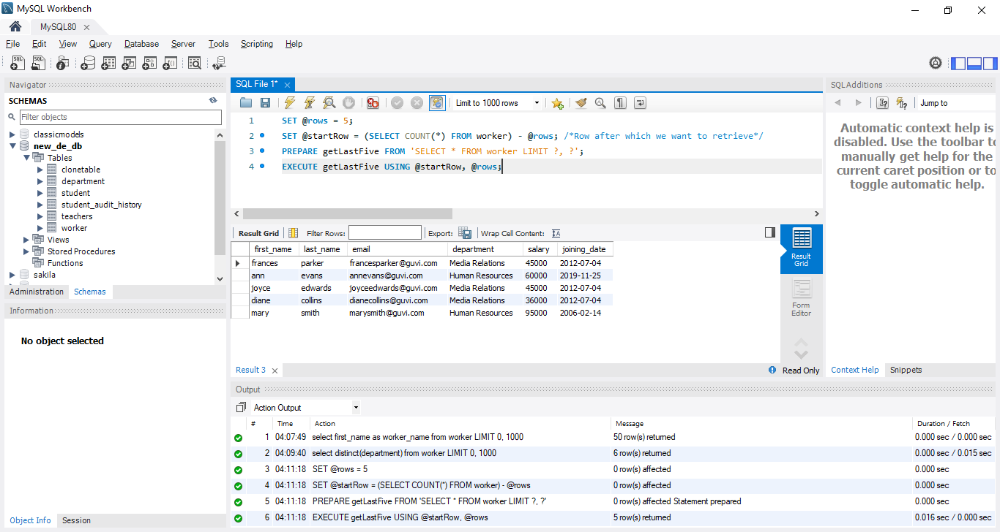 MySQL Workbench
MySQL80
File Edit View Query Database Server Tools Scripting Help
Navigator
SCHEMAS
Filter objects
classicmodels
new_de_db
Tables
clonetable
department
student
student_audit_history
teachers
worker
Views
Stored Procedures
Functions
sakila
Administration Schemas
Information
No object selected
Object Info Session
SQL File 1*
Limit to 1000 rows
1 SET @rows = 5;
2 SET @startRow = (SELECT COUNT(*) FROM worker) - @rows; /*Row after which we want to retrieve*/
3 PREPARE getLastFive FROM 'SELECT * FROM worker LIMIT ?, ?';
4 EXECUTE getLastFive USING @startRow, @rows;
Result Grid Filter Rows: Export: Wrap Cell Content:
first_name last_name email department salary joining_date
frances parker francesparker@guvi.com Media Relations 45000 2012-07-04
ann evans annevans@guvi.com Human Resources 60000 2019-11-25
joyce edwards joyceedwards@guvi.com Media Relations 45000 2012-07-04
diane collins dianecollins@guvi.com Media Relations 36000 2012-07-04
mary smith marysmith@guvi.com Human Resources 95000 2006-02-14
Result
Grid
Form
Editor
Result 3
Read Only
SQLAdditions
Jump to
Automatic context help is
disabled. Use the toolbar to
manually get help for the
current caret position or to
toggle automatic help.
Context Help Snippets
Output
Action Output
# Time Action Message Duration / Fetch
1 04:07:49 select first_name as worker_name from worker LIMIT 0, 1000 50 row(s) returned 0.000 sec / 0.000 sec
2 04:09:40 select distinct(department) from worker LIMIT 0, 1000 6 row(s) returned 0.000 sec / 0.015 sec
3 04:11:18 SET @rows = 5 0 row(s) affected 0.000 sec
4 04:11:18 SET @startRow = (SELECT COUNT(*) FROM worker) - @rows 0 row(s) affected 0.000 sec
5 04:11:18 PREPARE getLastFive FROM 'SELECT * FROM worker LIMIT ?, ?' 0 row(s) affected Statement prepared 0.000 sec
6 04:11:18 EXECUTE getLastFive USING @startRow, @rows 5 row(s) returned 0.016 sec / 0.000 sec